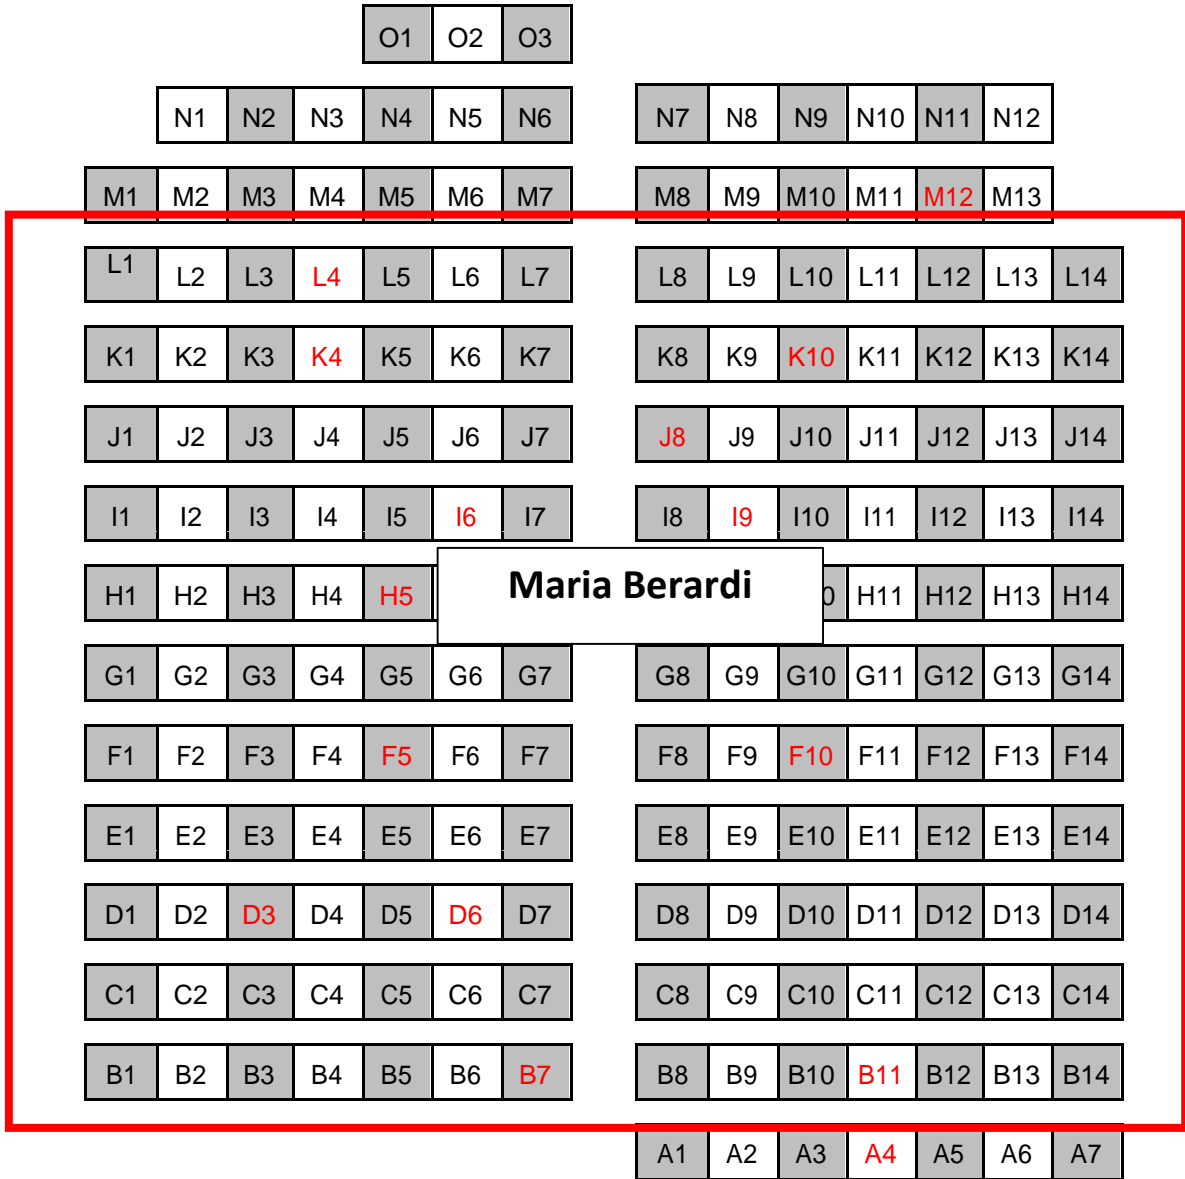 O1 O2 O3
N1 N2 N3 N4 N5 N6 N7 N8 N9 N10 N11 N12
M1 M2 M3 M4 M5 M6 M7 M8 M9 M10 M11 M12 M13
L1 L2 L3 L4 L5 L6 L7 L8 L9 L10 L11 L12 L13 L14
K1 K2 K3 K4 K5 K6 K7 K8 K9 K10 K11 K12 K13 K14
J1 J2 J3 J4 J5 J6 J7 J8 J9 J10 J11 J12 J13 J14
I1 I2 I3 I4 I5 I6 I7 I8 I9 I10 I11 I12 I13 I14
H1 H2 H3 H4 H5 Maria Berardi 0 H11 H12 H13 H14
G1 G2 G3 G4 G5 G6 G7 G8 G9 G10 G11 G12 G13 G14
F1 F2 F3 F4 F5 F6 F7 F8 F9 F10 F11 F12 F13 F14
E1 E2 E3 E4 E5 E6 E7 E8 E9 E10 E11 E12 E13 E14
D1 D2 D3 D4 D5 D6 D7 D8 D9 D10 D11 D12 D13 D14
C1 C2 C3 C4 C5 C6 C7 C8 C9 C10 C11 C12 C13 C14
B1 B2 B3 B4 B5 B6 B7 B8 B9 B10 B11 B12 B13 B14
A1 A2 A3 A4 A5 A6 A7